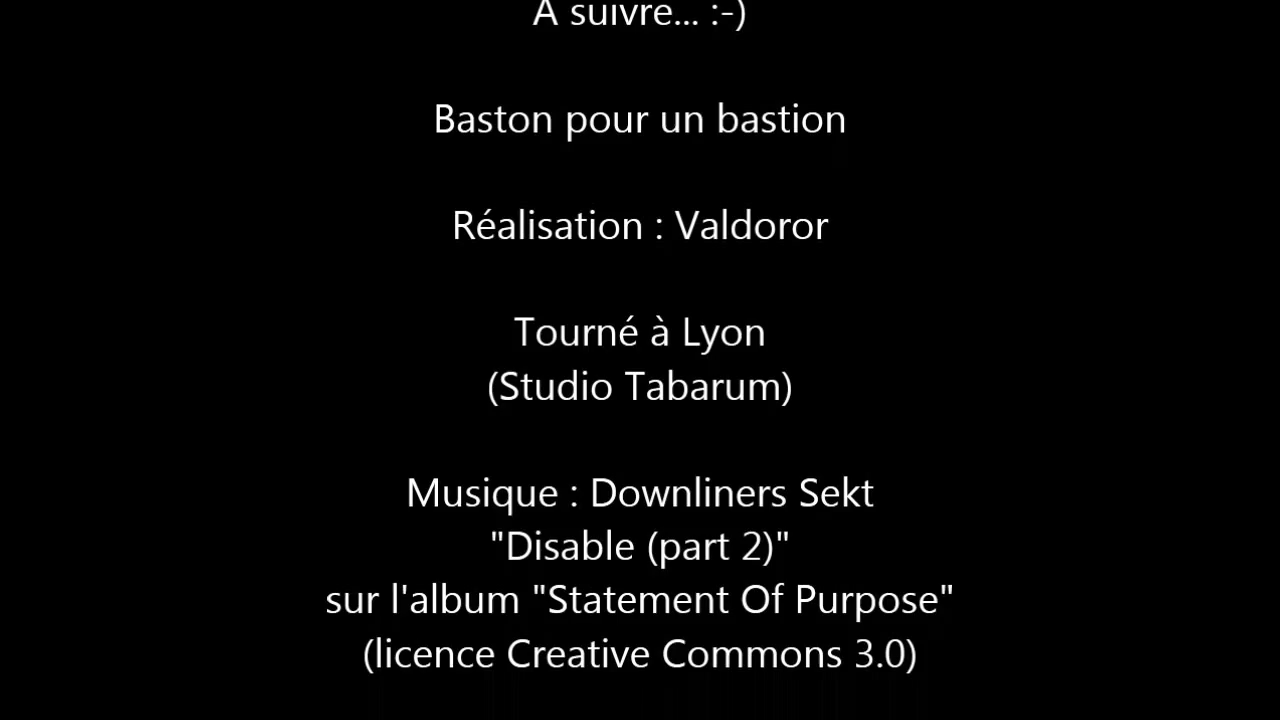 A suivre... :-)
Baston pour un bastion
Réalisation : Valdoror
Tourné à Lyon
(Studio Tabarum)
Musique : Downliners Sekt
"Disable (part 2)"
sur l'album "Statement Of Purpose"
(licence Creative Commons 3.0)